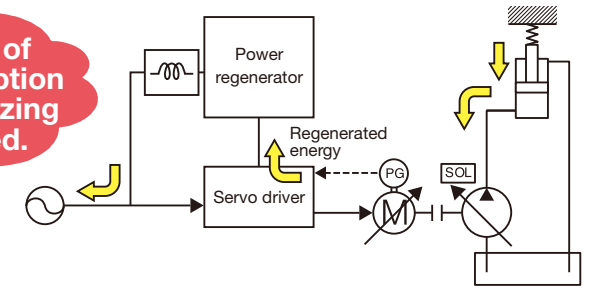 of
ption
zing
d.
Power
regenerator
Regenerated
energy
Servo driver
PG
SOL
M